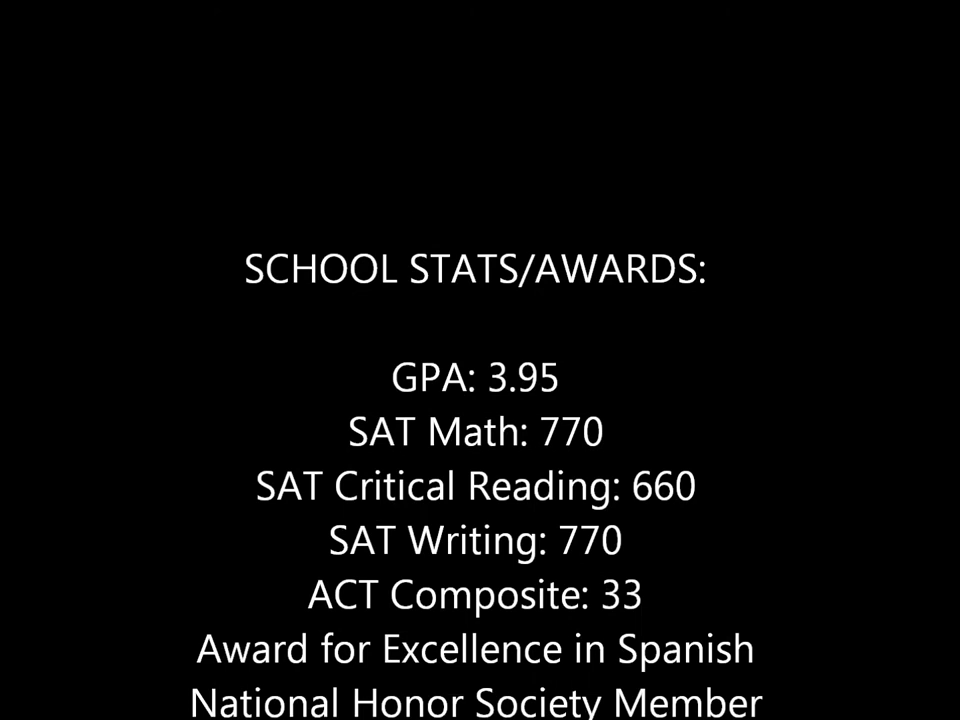 SCHOOL STATS/AWARDS:
GPA: 3.95
SAT Math: 770
SAT Critical Reading: 660
SAT Writing: 770
ACT Composite: 33
Award for Excellence in Spanish
National Honor Society Member